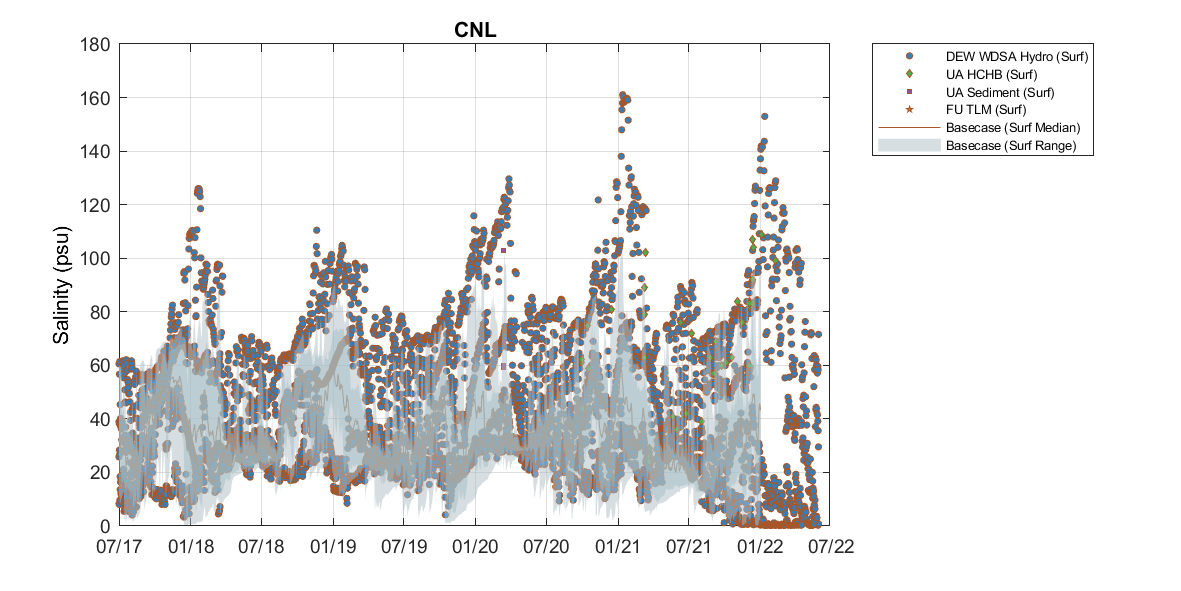 CNL
180
160
140
120
100
80
60
40
20
0
Salinity (psu)
07/17 01/18 07/18 01/19 07/19 01/20 07/20 01/21 07/21 01/22 07/22
DEW WDSA Hydro (Surf)
UA HCHB (Surf)
UA Sediment (Surf)
FU TLM (Surf)
Basecase (Surf Median)
Basecase (Surf Range)